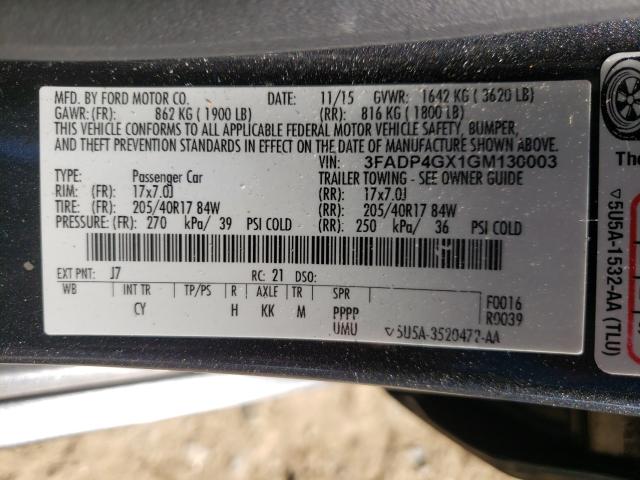 MFD. BY FORD MOTOR CO. DATE: 11/15 GVWR: 1642 KG ( 3620 LB)
GAWR: (FR): 862 KG ( 1900 LB) (RR): 816 KG ( 1800 LB)
THIS VEHICLE CONFORMS TO ALL APPLICABLE FEDERAL MOTOR VEHICLE SAFETY, BUMPER,
AND THEFT PREVENTION STANDARDS IN EFFECT ON THE DATE OF MANUFACTURE SHOWN ABOVE.
VIN: 3FADP4GX1GM130003
TYPE: Passenger Car TRAILER TOWING - SEE OWNER GUIDE
RIM: (FR): 17x7.0J (RR): 17x7.0J
TIRE: (FR): 205/40R17 84W (RR): 205/40R17 84W
PRESSURE: (FR): 270 kPa/ 39 PSI COLD (RR): 250 kPa/ 36 PSI COLD
EXT PNT: J7 RC: 21 DSO:
WB INT TR TP/PS R AXLE TR SPR F0016
CY H KK M PPPP R0039
UMU 5U5A-3520472-AA
The
5U5A-1532-AA (TLU)